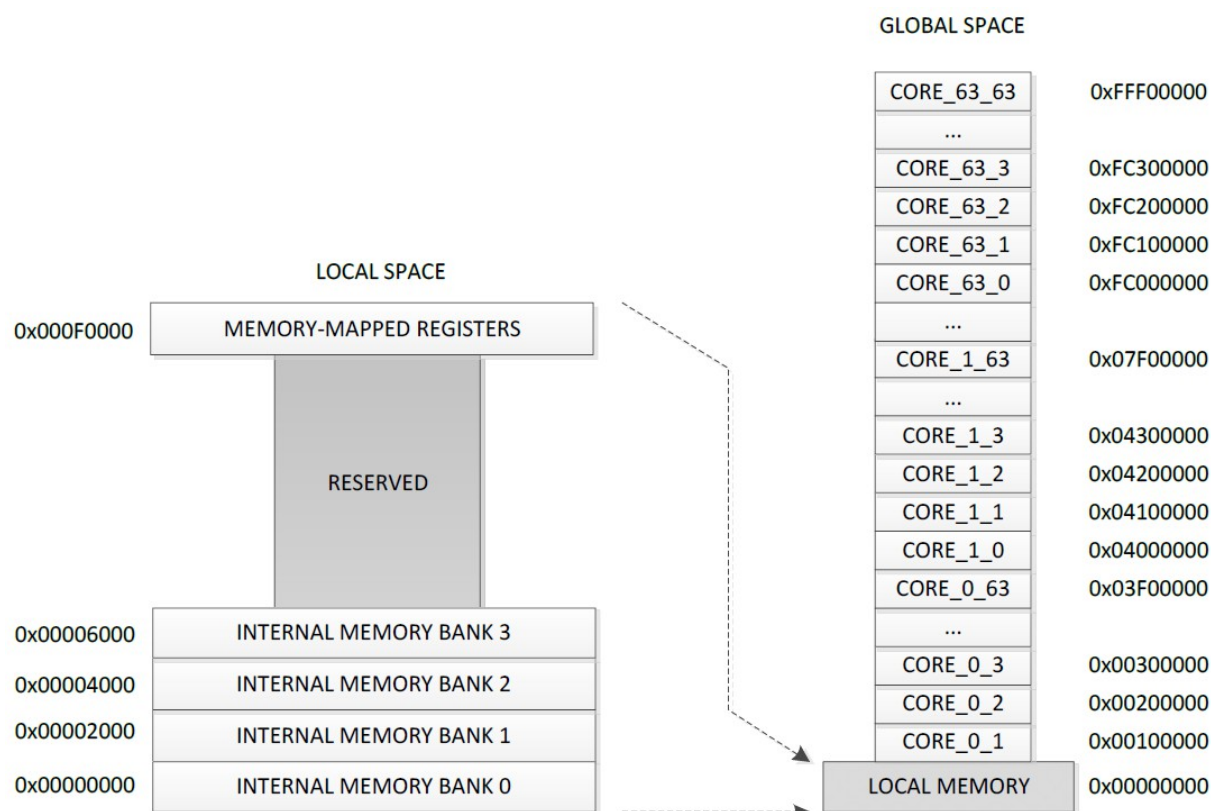 GLOBAL SPACE
CORE_63_63 0xFFF00000
...
CORE_63_3 0xFC300000
CORE_63_2 0xFC200000
CORE_63_1 0xFC100000
CORE_63_0 0xFC000000
...
CORE_1_63 0x07F00000
...
CORE_1_3 0x04300000
CORE_1_2 0x04200000
CORE_1_1 0x04100000
CORE_1_0 0x04000000
CORE_0_63 0x03F00000
...
CORE_0_3 0x00300000
CORE_0_2 0x00200000
CORE_0_1 0x00100000
LOCAL MEMORY 0x00000000
LOCAL SPACE
0x000F0000 MEMORY-MAPPED REGISTERS
RESERVED
0x00006000 INTERNAL MEMORY BANK 3
0x00004000 INTERNAL MEMORY BANK 2
0x00002000 INTERNAL MEMORY BANK 1
0x00000000 INTERNAL MEMORY BANK 0